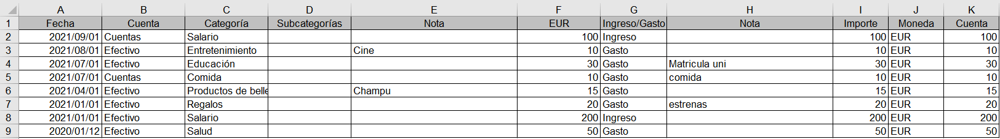 A B C D E F G H I J K
1 Fecha Cuenta Categoría Subcategorías Nota EUR Ingreso/Gasto Nota Importe Moneda Cuenta
2 2021/09/01 Cuentas Salario 100 Ingreso 100 EUR 100
3 2021/08/01 Efectivo Entretenimiento Cine 10 Gasto 10 EUR 10
4 2021/07/01 Efectivo Educación 30 Gasto Matricula uni 30 EUR 30
5 2021/07/01 Cuentas Comida 10 Gasto comida 10 EUR 10
6 2021/04/01 Efectivo Productos de belle Champu 15 Gasto 15 EUR 15
7 2021/01/01 Efectivo Regalos 20 Gasto estrenas 20 EUR 20
8 2021/01/01 Efectivo Salario 200 Ingreso 200 EUR 200
9 2020/01/12 Efectivo Salud 50 Gasto 50 EUR 50